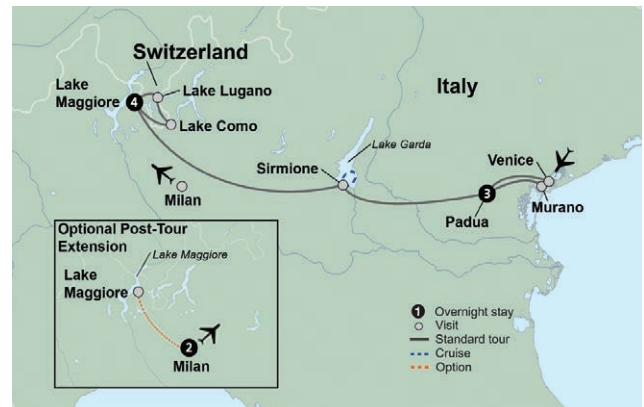 Switzerland
Lake
Maggiore
4
Lake Lugano
Lake Como
Italy
Lake Garda
Sirmione
Venice
3
Padua
Murano
Milan
Optional Post-Tour
Extension
Lake Maggiore
Lake
Maggiore
2
Milan
1 Overnight stay
Visit
Standard tour
Cruise
Option